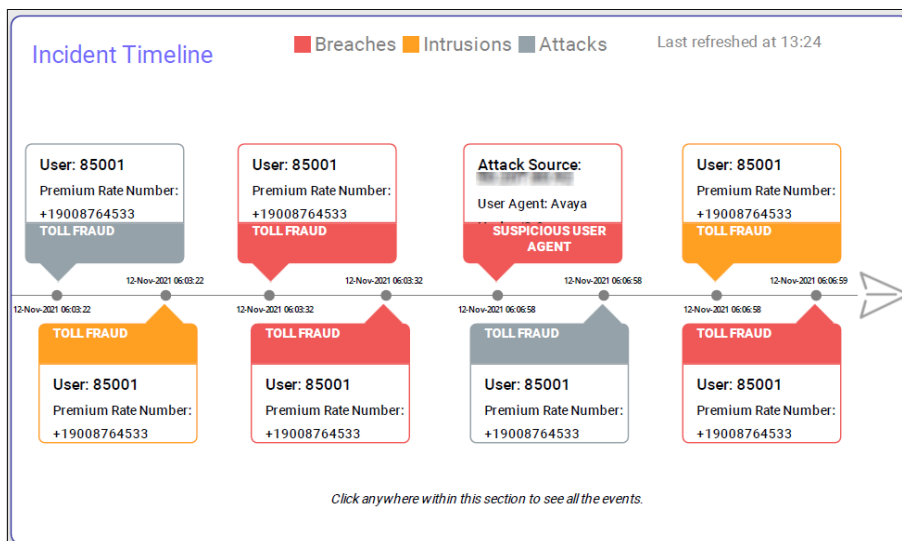 Incident Timeline
Breaches Intrusions Attacks
Last refreshed at 13:24
User: 85001
Premium Rate Number:
+19008764533
TOLL FRAUD
User: 85001
Premium Rate Number:
+19008764533
TOLL FRAUD
Attack Source:
User Agent: Avaya
SUSPICIOUS USER
AGENT
User: 85001
Premium Rate Number:
+19008764533
TOLL FRAUD
12-Nov-2021 06:03:22
12-Nov-2021 06:03:32
12-Nov-2021 06:06:58
12-Nov-2021 06:06:59
12-Nov-2021 06:03:22
12-Nov-2021 06:03:32
12-Nov-2021 06:06:58
12-Nov-2021 06:06:58
TOLL FRAUD
User: 85001
Premium Rate Number:
+19008764533
TOLL FRAUD
User: 85001
Premium Rate Number:
+19008764533
TOLL FRAUD
User: 85001
Premium Rate Number:
+19008764533
TOLL FRAUD
User: 85001
Premium Rate Number:
+19008764533
Click anywhere within this section to see all the events.